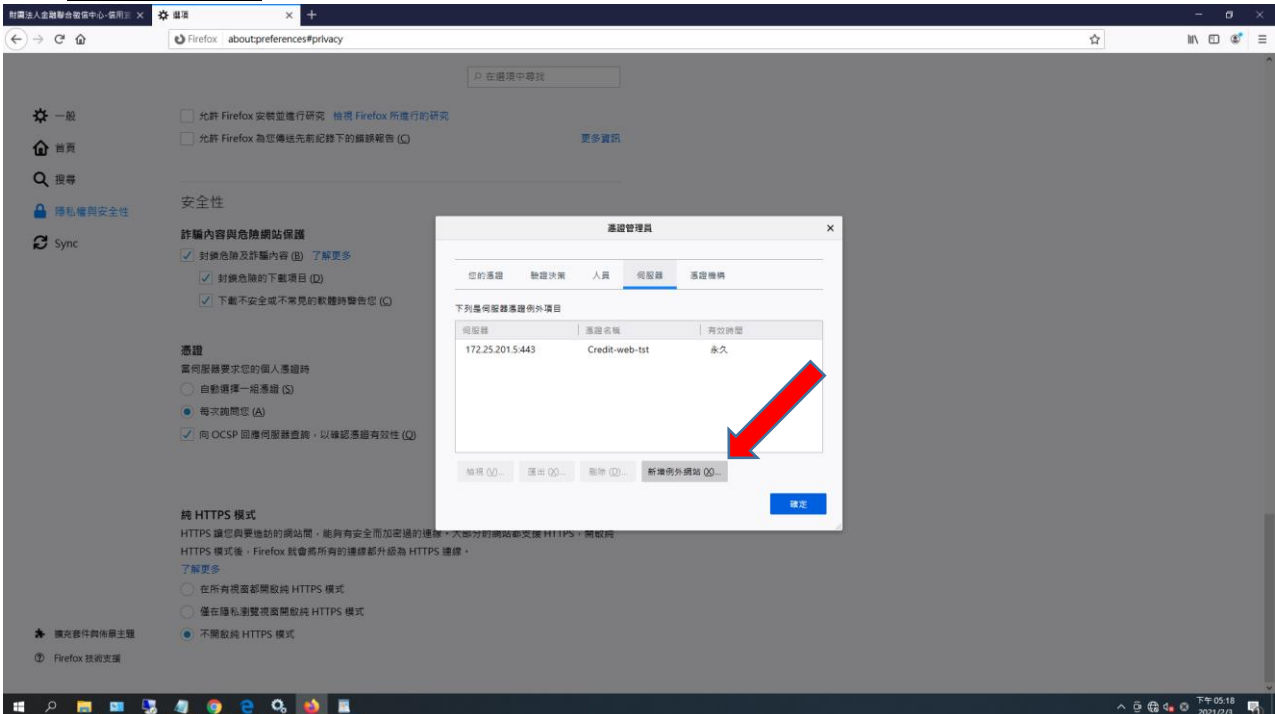 財團法人金融聯合徵信中心-信用
選項
Firefox about:preferences#privacy
在選項中尋找
一般
首頁
搜尋
隱私權與安全性
Sync
允許 Firefox 安裝並進行研究 檢視 Firefox 所進行的研究
允許 Firefox 為您傳送先前紀錄下的錯誤報告 (C) 更多資訊
安全性
詐騙內容與危險網站保護
封鎖危險及詐騙內容 (B) 了解更多
封鎖危險的下載項目 (D)
下載不安全或不常見的軟體時警告您 (C)
憑證
當伺服器要求您的個人憑證時
自動選擇一組憑證 (S)
每次詢問您 (A)
向 OCSP 回應伺服器查詢,以確認憑證有效性 (Q)
憑證管理員
您的憑證 驗證決策 人員 伺服器 憑證機構
下列是伺服器憑證例外項目
伺服器 憑證名稱 有效時間
172.25.201.5:443 Credit-web-tst 永久
檢視 (V)... 匯出 (X)... 刪除 (D)... 新增例外網站 (X)...
確定
純 HTTPS 模式
HTTPS 讓您與要造訪的網站間,能夠有安全而加密過的連線。大部分的網站都支援 HTTPS,開啟純
HTTPS 模式後,Firefox 就會將所有的連線都升級為 HTTPS 連線。
了解更多
在所有視窗都開啟純 HTTPS 模式
僅在隱私瀏覽視窗開啟純 HTTPS 模式
不開啟純 HTTPS 模式
擴充套件與佈景主題
Firefox 技術支援
下午 05:18
2021/2/3